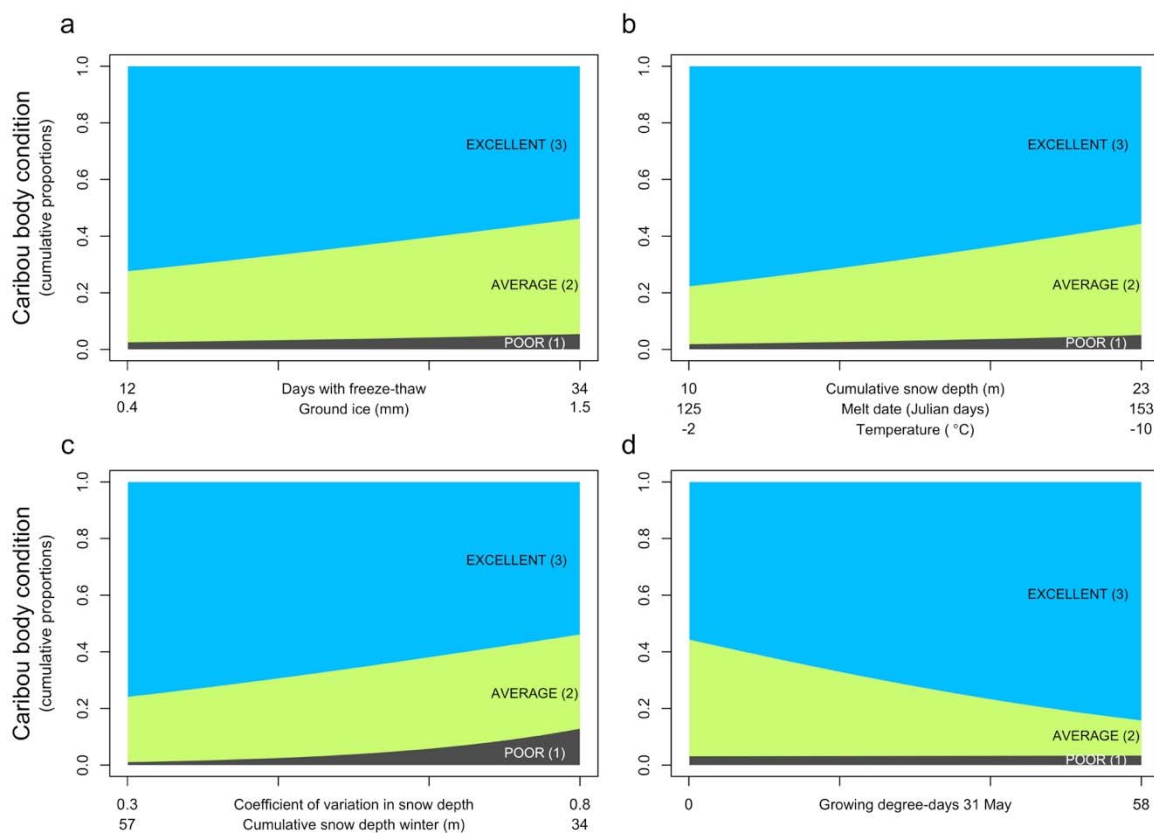 a
b
Caribou body condition
(cumulative proportions)
1.0
0.8
0.6
0.4
0.2
0.0
EXCELLENT (3)
AVERAGE (2)
POOR (1)
12 Days with freeze-thaw 34
0.4 Ground ice (mm) 1.5
1.0
0.8
0.6
0.4
0.2
0.0
EXCELLENT (3)
AVERAGE (2)
POOR (1)
10 Cumulative snow depth (m) 23
125 Melt date (Julian days) 153
-2 Temperature ( °C) -10
c
d
Caribou body condition
(cumulative proportions)
1.0
0.8
0.6
0.4
0.2
0.0
EXCELLENT (3)
AVERAGE (2)
POOR (1)
0.3 Coefficient of variation in snow depth 0.8
57 Cumulative snow depth winter (m) 34
1.0
0.8
0.6
0.4
0.2
0.0
EXCELLENT (3)
AVERAGE (2)
POOR (1)
0 Growing degree-days 31 May 58